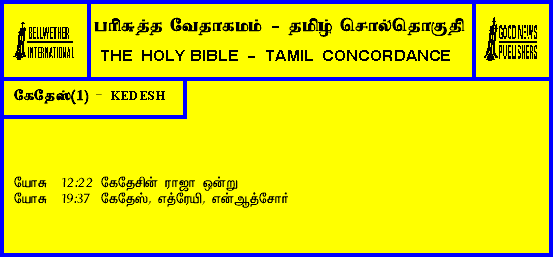 BELLWETHER
INTERNATIONAL
பரிசுத்த வேதாகமம் - தமிழ் சொல்தொகுதி
THE HOLY BIBLE - TAMIL CONCORDANCE
GOOD NEWS
PUBLISHERS
கேதேஸ்(1) - KEDESH
யோசு 12:22 கேதேசின் ராஜா ஒன்று
யோசு 19:37 கேதேஸ், எத்ரேயி, என்ஆத்சோர்